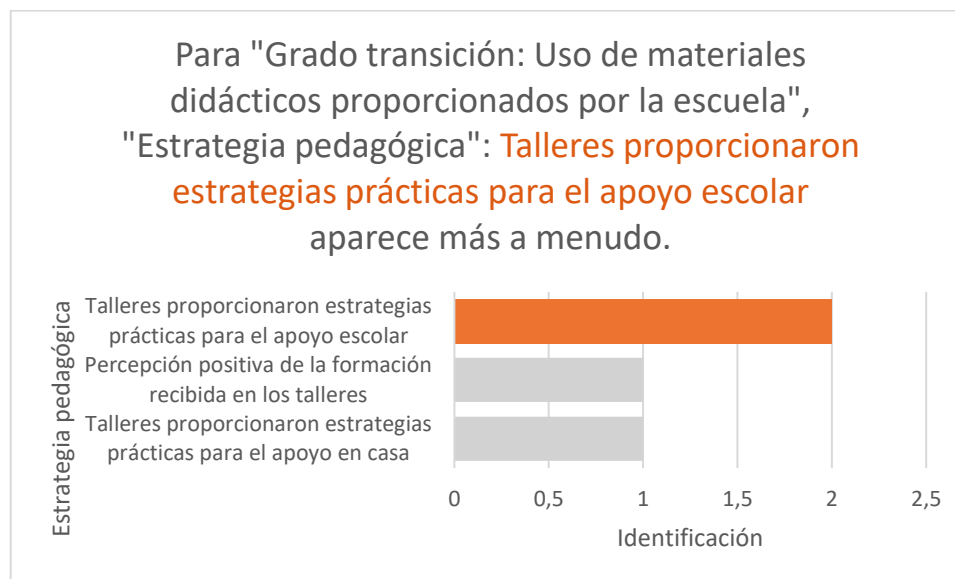 Para "Grado transición: Uso de materiales
didácticos proporcionados por la escuela",
"Estrategia pedagógica": Talleres proporcionaron
estrategias prácticas para el apoyo escolar
aparece más a menudo.
Estrategia pedagógica
Talleres proporcionaron estrategias
prácticas para el apoyo escolar
Percepción positiva de la formación
recibida en los talleres
Talleres proporcionaron estrategias
prácticas para el apoyo en casa
0 0,5 1 1,5 2 2,5
Identificación